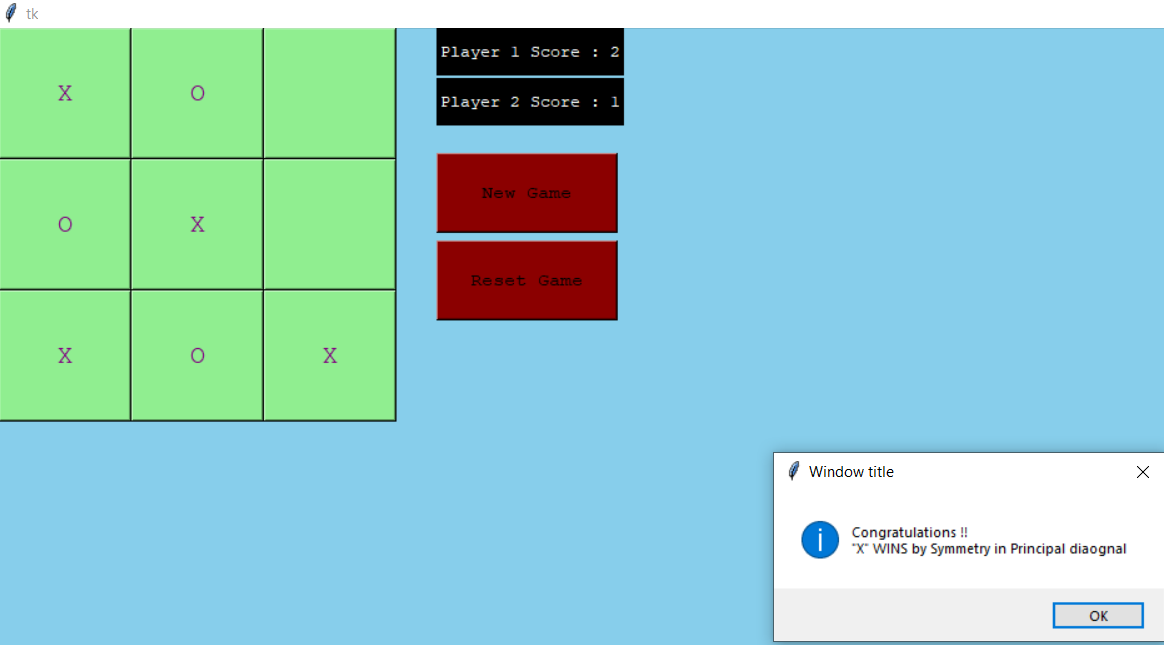 tk
X O
O X
X O X
Player 1 Score : 2
Player 2 Score : 1
New Game
Reset Game
Window title
Congratulations !!
"X" WINS by Symmetry in Principal diaognal
OK